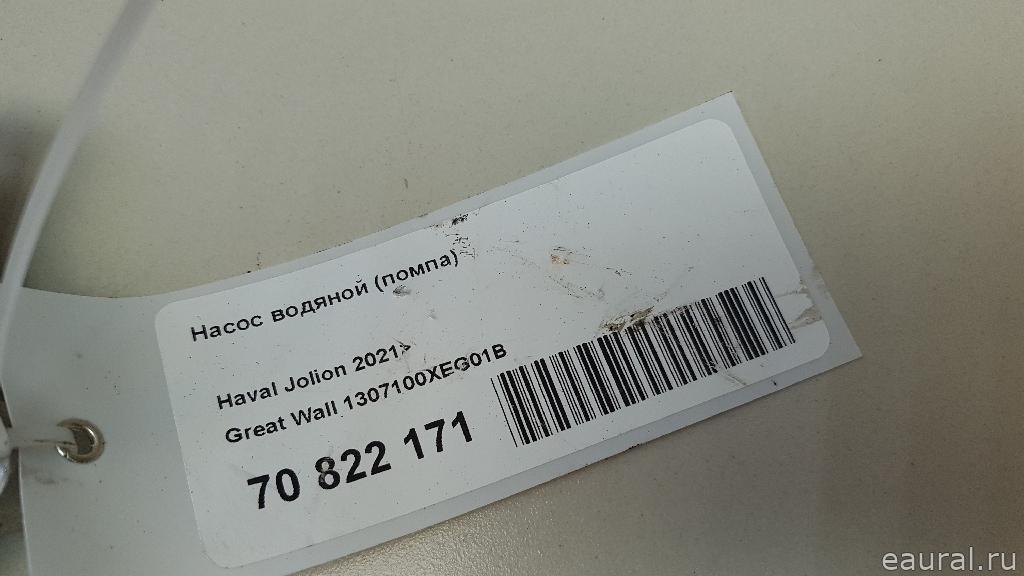 Насос водяной (помпа)
Haval Jolion 2021>
Great Wall 1307100XEG01B
70 822 171
eaural.ru